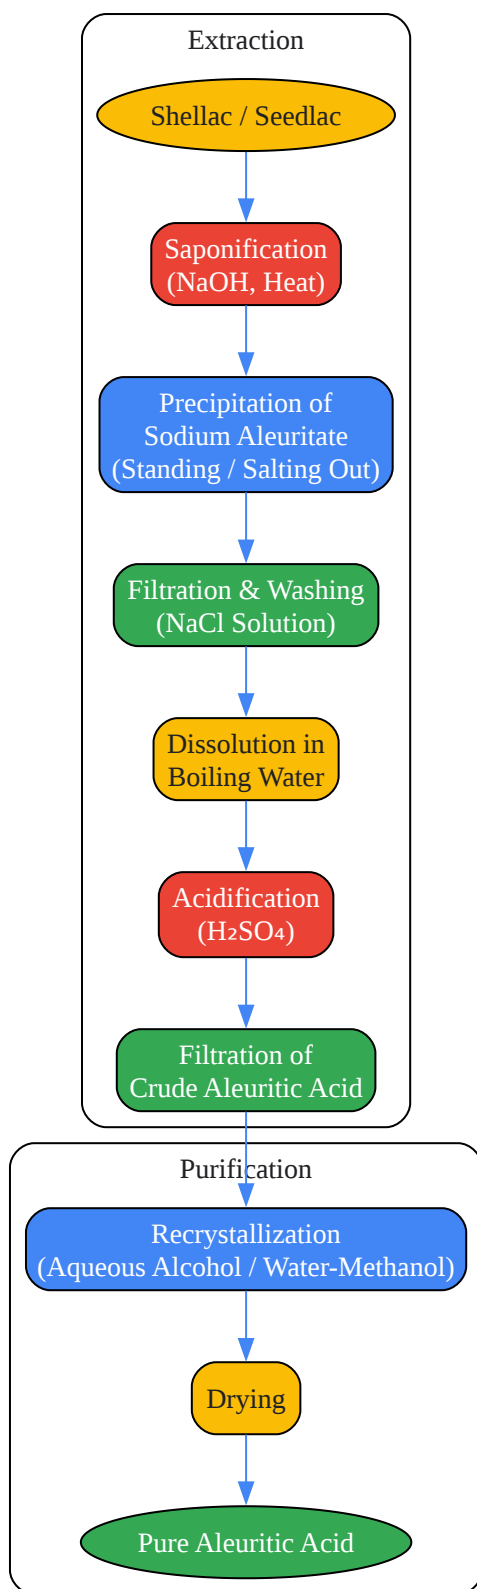 Extraction
Shellac / Seedlac
Saponification
(NaOH, Heat)
Precipitation of
Sodium Aleuritate
(Standing / Salting Out)
Filtration & Washing
(NaCl Solution)
Dissolution in
Boiling Water
Acidification
(H₂SO₄)
Filtration of
Crude Aleuritic Acid
Purification
Recrystallization
(Aqueous Alcohol / Water-Methanol)
Drying
Pure Aleuritic Acid